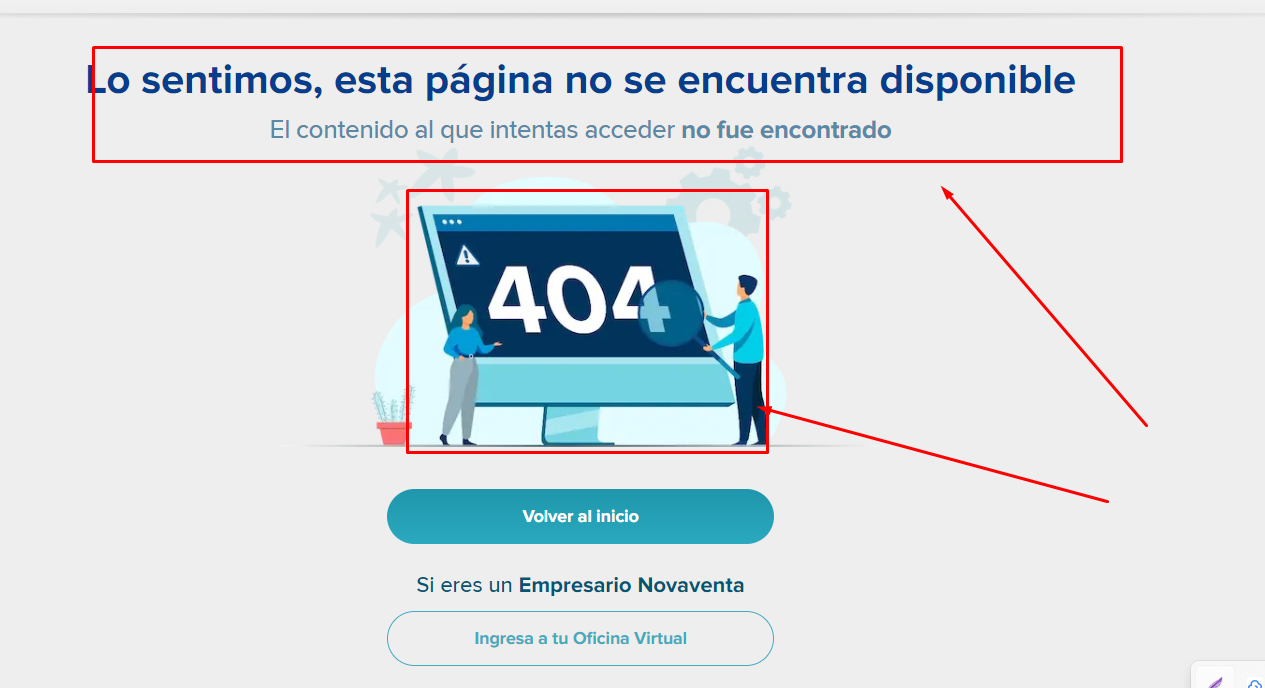 Lo sentimos, esta página no se encuentra disponible
El contenido al que intentas acceder no fue encontrado
404
Volver al inicio
Si eres un Empresario Novaventa
Ingresa a tu Oficina Virtual